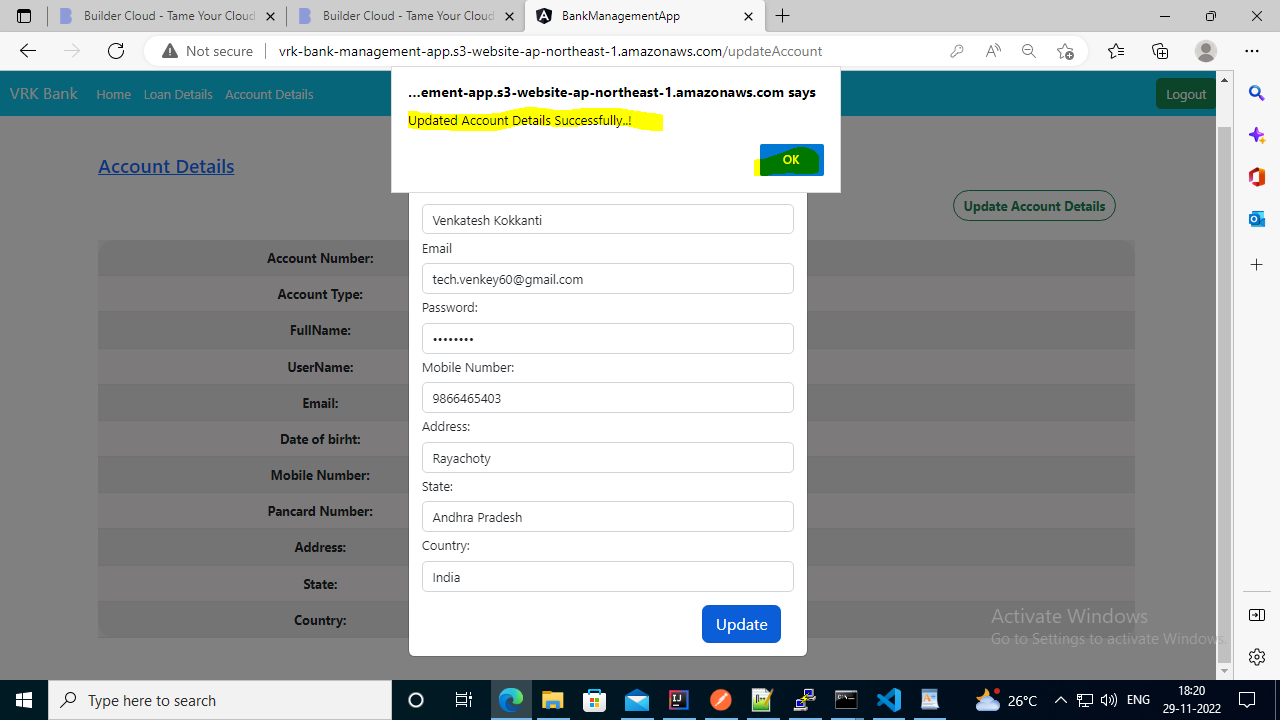 Builder Cloud - Tame Your Cloud
Builder Cloud - Tame Your Cloud
BankManagementApp
Not secure
vrk-bank-management-app.s3-website-ap-northeast-1.amazonaws.com/updateAccount
VRK Bank
Home
Loan Details
Account Details
Logout
...ement-app.s3-website-ap-northeast-1.amazonaws.com says
Updated Account Details Successfully..!
OK
Account Details
Update Account Details
Account Number:
Account Type:
FullName:
UserName:
Email:
Date of birht:
Mobile Number:
Pancard Number:
Address:
State:
Country:
Venkatesh Kokkanti
Email
tech.venkey60@gmail.com
Password:
••••••••
Mobile Number:
9866465403
Address:
Rayachoty
State:
Andhra Pradesh
Country:
India
Update
Activate Windows
Go to Settings to activate Windows.
Type here to search
26°C
ENG
18:20
29-11-2022